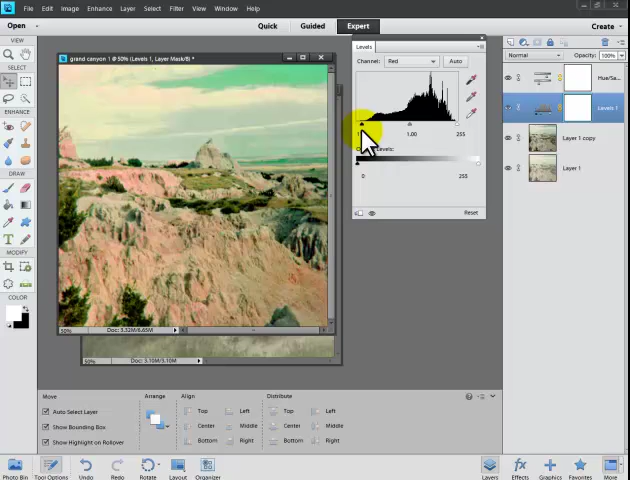 File Edit Image Enhance Layer Select Filter View Window Help
Open Quick Guided Expert Create
VIEW
SELECT
ENHANCE
DRAW
MODIFY
COLOR
grand canyon 1 @ 50% (Levels 1, Layer Mask/8) *
50% Doc: 3.32M/6.65M
50% Doc: 3.10M/3.10M
Levels
Channel: Red Auto
1.00 255
Levels:
0 255
Reset
Normal Opacity: 100%
Hue/Sa...
Levels 1
Layer 1 copy
Layer 1
Move Arrange Align Distribute
Auto Select Layer
Show Bounding Box
Show Highlight on Rollover
Top Left
Center Middle
Bottom Right
Top Left
Center Middle
Bottom Right
Photo Bin Tool Options Undo Redo Rotate Layout Organizer Layers Effects Graphics Favorites More